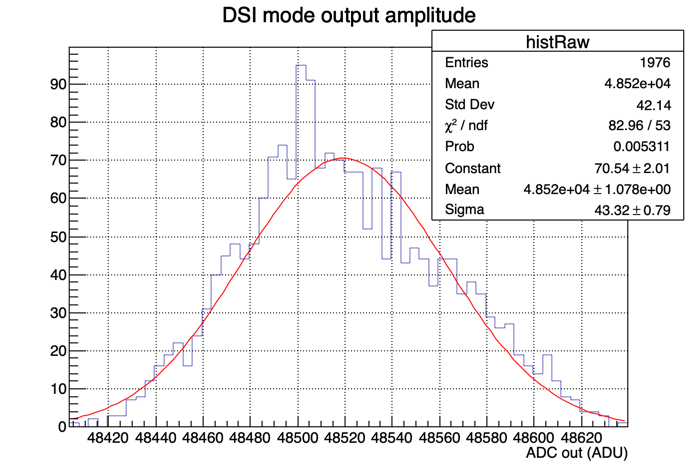 DSI mode output amplitude
histRaw
Entries 1976
Mean 4.852e+04
Std Dev 42.14
χ² / ndf 82.96 / 53
Prob 0.005311
Constant 70.54 ± 2.01
Mean 4.852e+04 ± 1.078e+00
Sigma 43.32 ± 0.79
90
80
70
60
50
40
30
20
10
0
48420 48440 48460 48480 48500 48520 48540 48560 48580 48600 48620
ADC out (ADU)